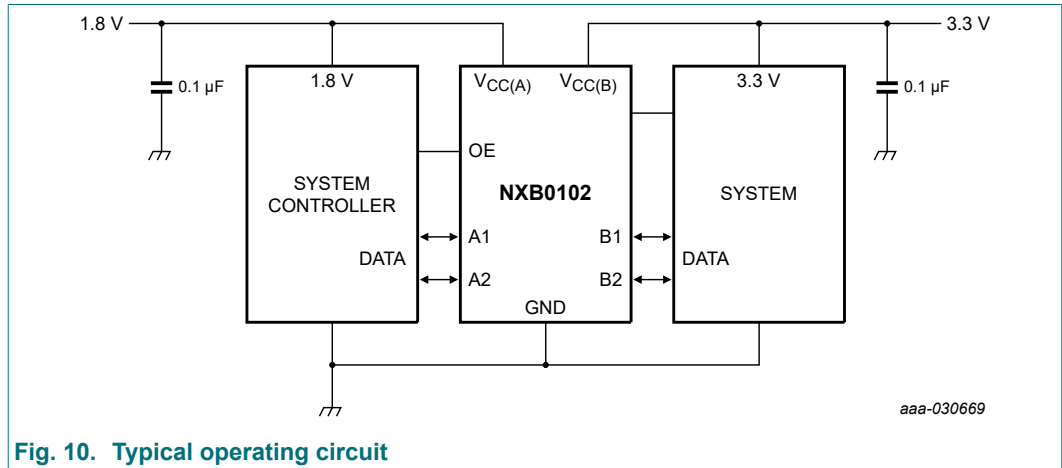 1.8 V
3.3 V
0.1 µF
1.8 V
VCC(A)
VCC(B)
3.3 V
0.1 µF
OE
NXB0102
SYSTEM
CONTROLLER
SYSTEM
A1
B1
DATA
DATA
A2
B2
GND
aaa-030669
Fig. 10. Typical operating circuit